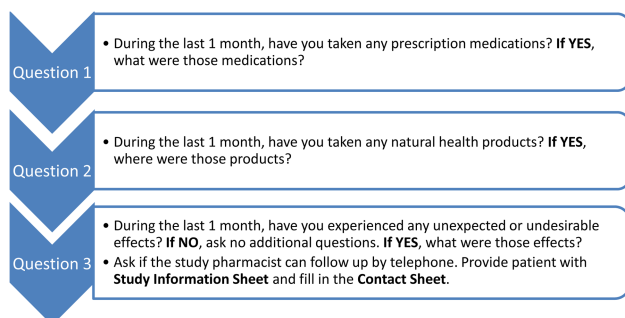 Question 1
• During the last 1 month, have you taken any prescription medications? If YES,
what were those medications?
Question 2
• During the last 1 month, have you taken any natural health products? If YES,
where were those products?
Question 3
• During the last 1 month, have you experienced any unexpected or undesirable
effects? If NO, ask no additional questions. If YES, what were those effects?
• Ask if the study pharmacist can follow up by telephone. Provide patient with
Study Information Sheet and fill in the Contact Sheet.